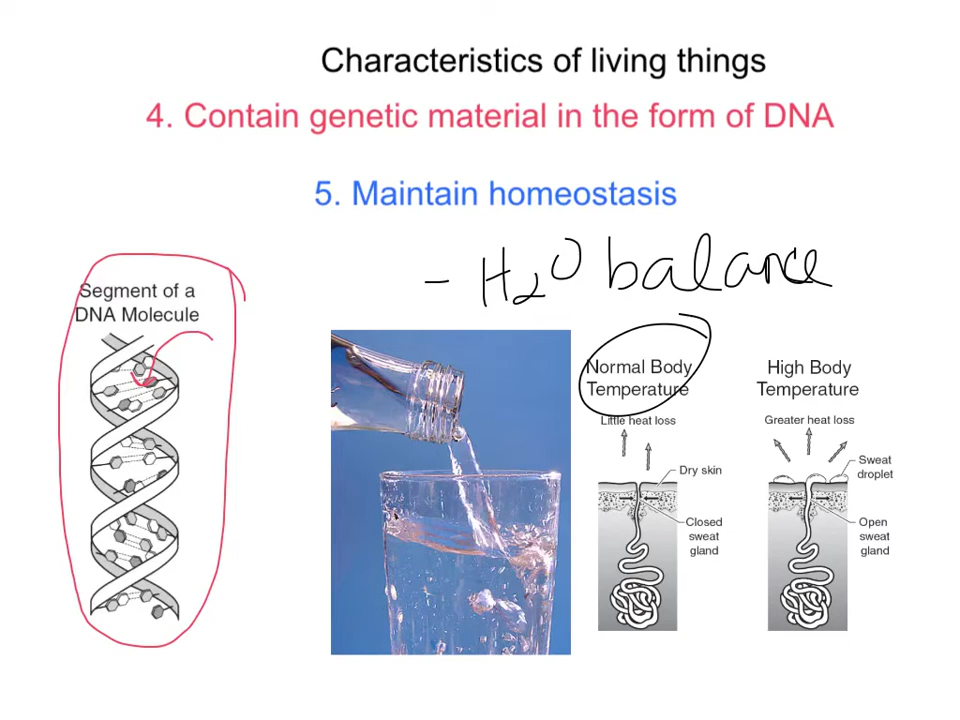 Characteristics of living things
4. Contain genetic material in the form of DNA
5. Maintain homeostasis
- H2O balance
Segment of a
DNA Molecule
Normal Body
Temperature
Little heat loss
Dry skin
Closed
sweat
gland
High Body
Temperature
Greater heat loss
Sweat
droplet
Open
sweat
gland